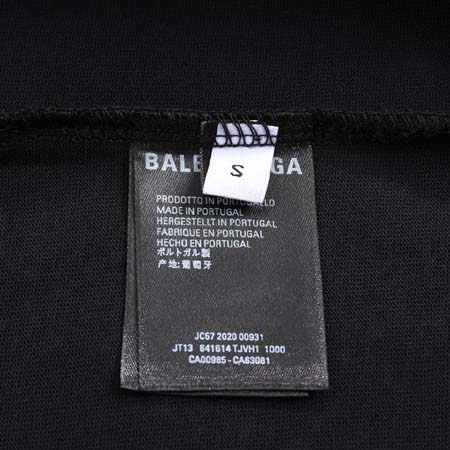 S
BALE GA
PRODOTTO IN PORTOGALLO
MADE IN PORTUGAL
HERGESTELLT IN PORTUGAL
FABRIQUE EN PORTUGAL
HECHO EN PORTUGAL
ポルトガル製
产地:葡萄牙
JC57 2020 00931
JT13 641614 TJVH1 1000
CA00985 - CA63081